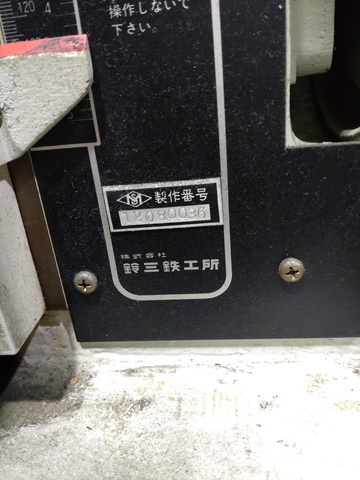 120
4
操作しないで
下さい。
製作番号
12080036
株式会社
鈴三鉄工所